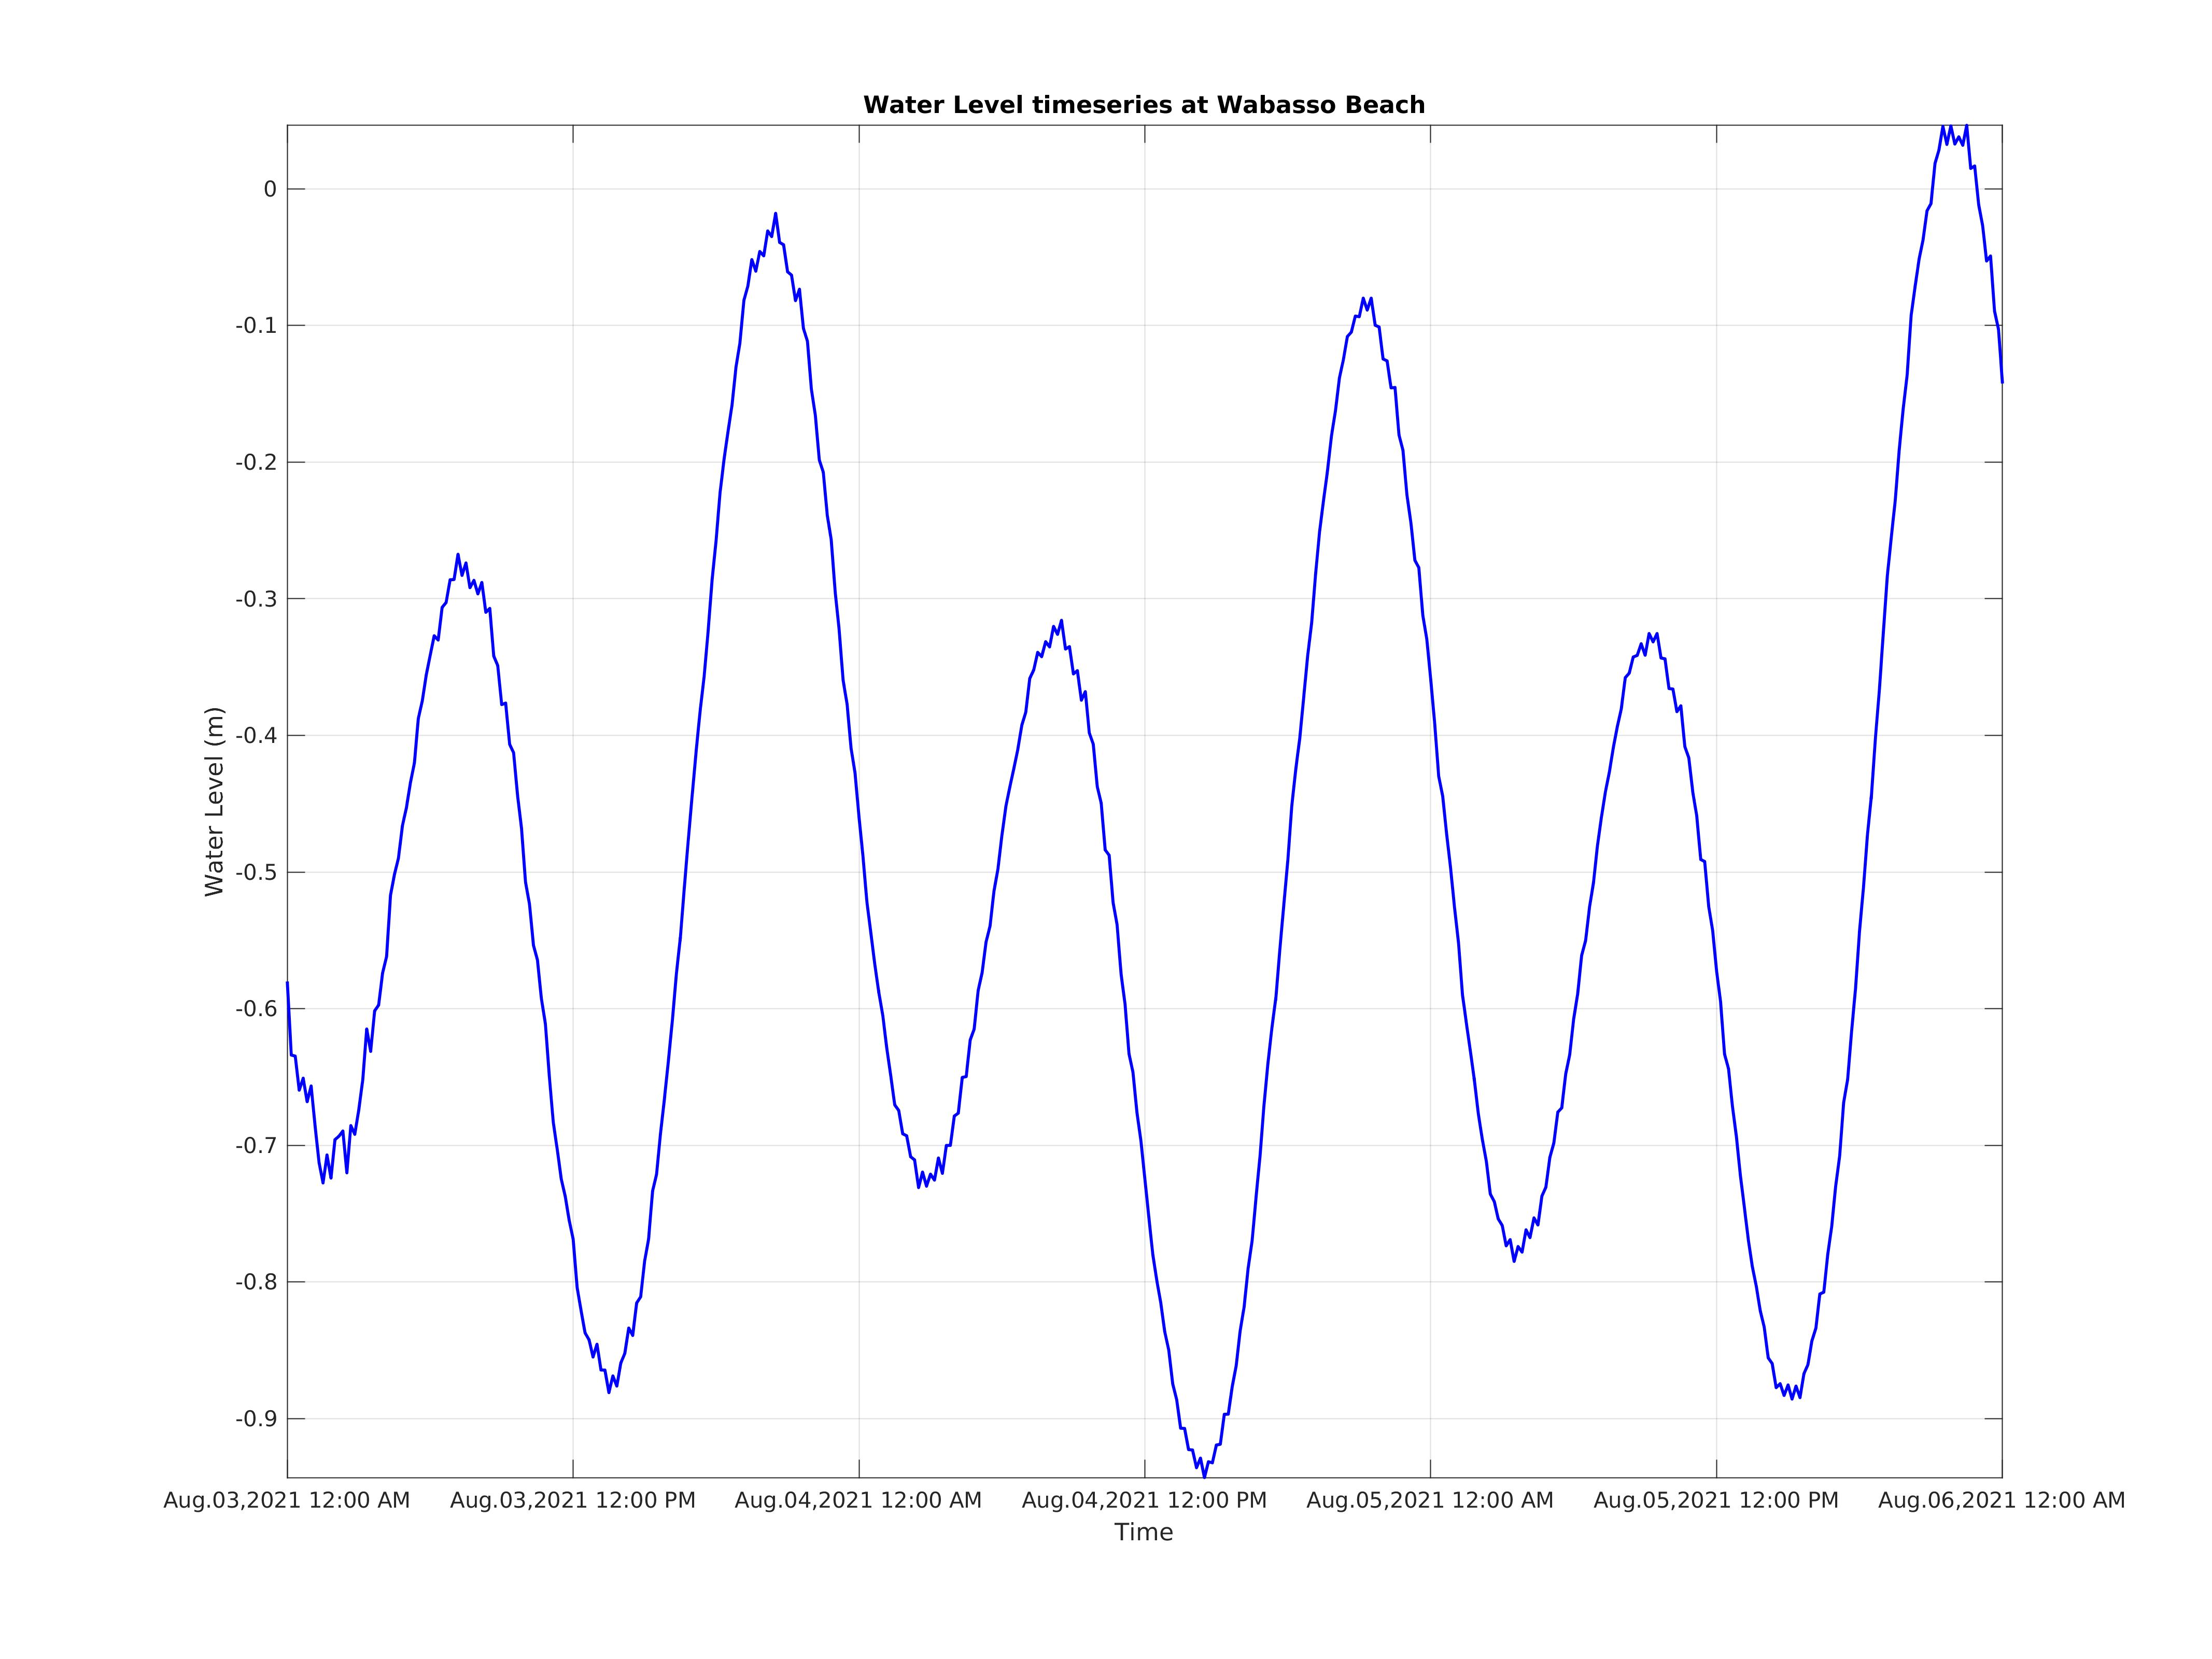 Water Level timeseries at Wabasso Beach
0
-0.1
-0.2
-0.3
-0.4
-0.5
-0.6
-0.7
-0.8
-0.9
Water Level (m)
Aug.03,2021 12:00 AM
Aug.03,2021 12:00 PM
Aug.04,2021 12:00 AM
Aug.04,2021 12:00 PM
Aug.05,2021 12:00 AM
Aug.05,2021 12:00 PM
Aug.06,2021 12:00 AM
Time